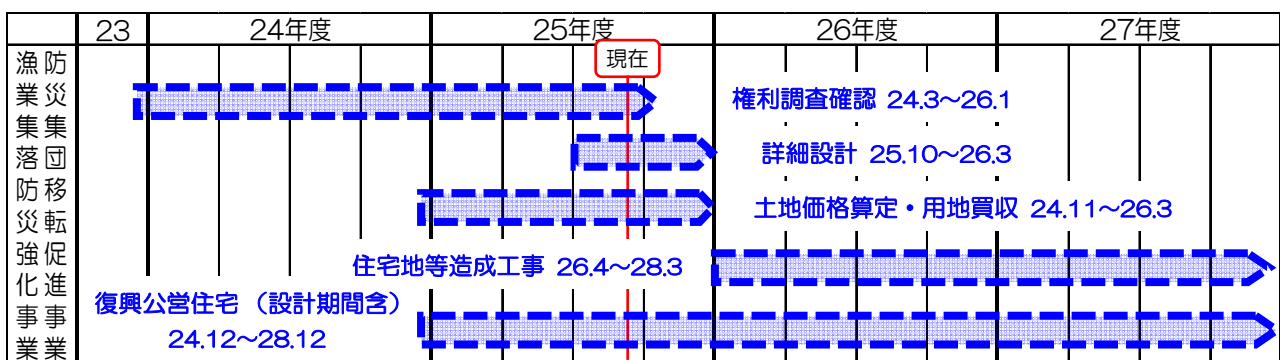 23 24年度 25年度 26年度 27年度
現在
防災集団移転促進事業
漁業集落防災強化事業
権利調査確認 24.3～26.1
詳細設計 25.10～26.3
土地価格算定・用地買収 24.11～26.3
住宅地等造成工事 26.4～28.3
復興公営住宅 （設計期間含）
24.12～28.12